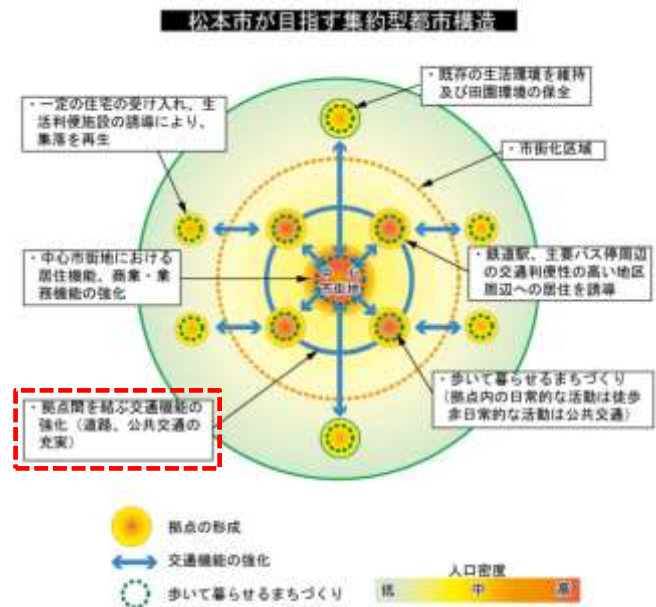 松本市が目指す集約型都市構造
・既存の生活環境を維持
及び田園環境の保全
・一定の住宅の受け入れ、生
活利便施設の誘導により、
集落を再生
・市街化区域
・中心市街地における
居住機能、商業・業
務機能の強化
中心
市街地
・鉄道駅、主要バス停周辺
の交通利便性の高い地区
周辺への居住を誘導
・歩いて暮らせるまちづくり
(拠点内の日常的な活動は徒歩
非日常的な活動は公共交通)
・拠点間を結ぶ交通機能の
強化(道路、公共交通の
充実)
拠点の形成
交通機能の強化
歩いて暮らせるまちづくり
人口密度
低 中 高